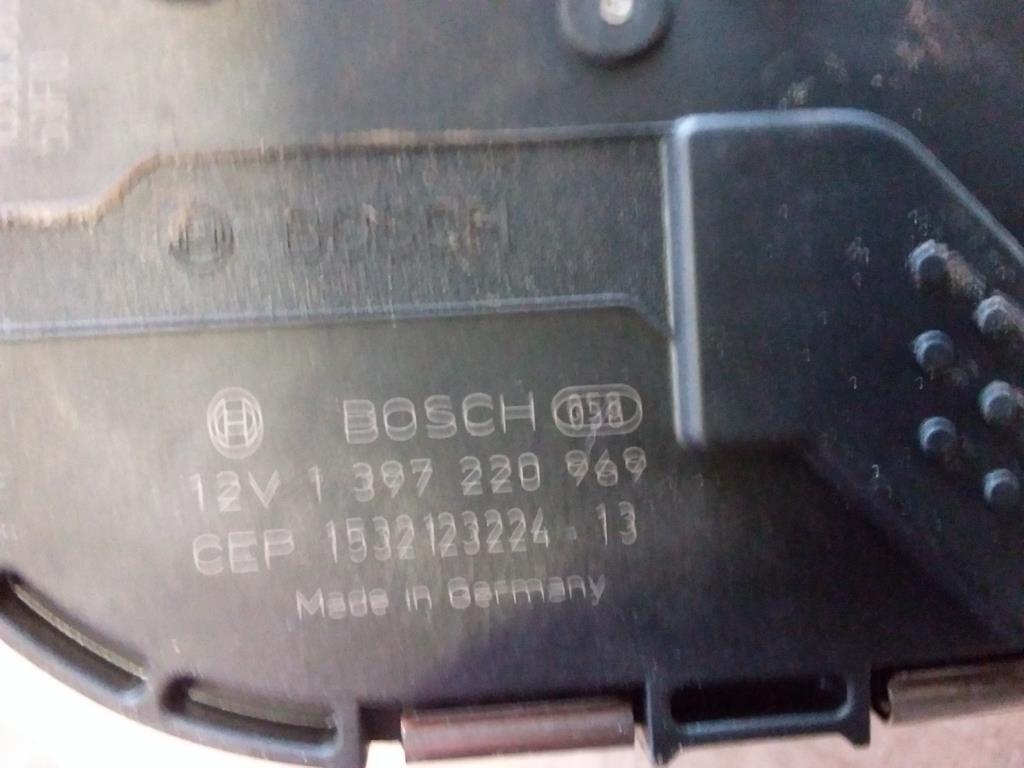 BOSCH
BOSCH 058
12V 1 397 220 969
CEP 1532123224 13
Made in Germany